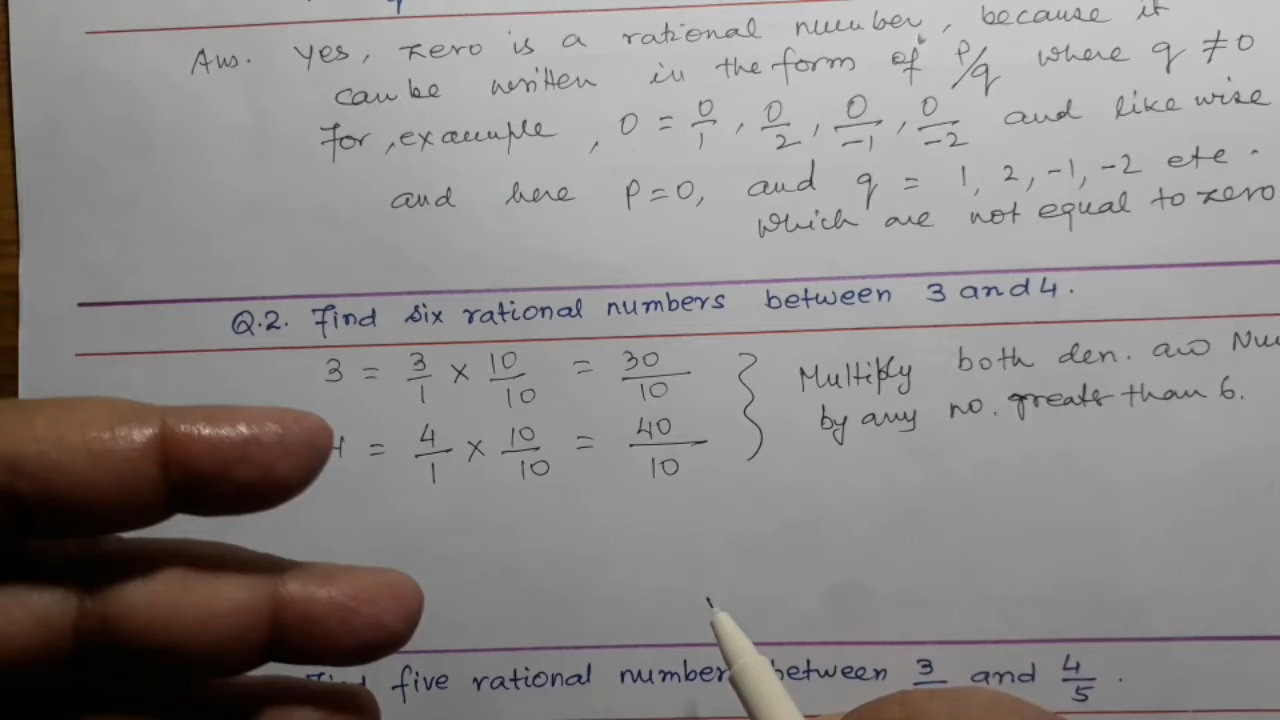 Ans. Yes, zero is a rational number, because it
can be written in the form of P/q where q ≠ 0
For, example, 0 = 0/1, 0/2, 0/-1, 0/-2 and like wise
and here P=0, and q = 1, 2, -1, -2 etc.
which are not equal to zero
Q.2. Find six rational numbers between 3 and 4.
3 = 3/1 × 10/10 = 30/10 } Multiply both den. and Nu
= 4/1 × 10/10 = 40/10 by any no. greater than 6.
five rational number between 3/ and 4/5.